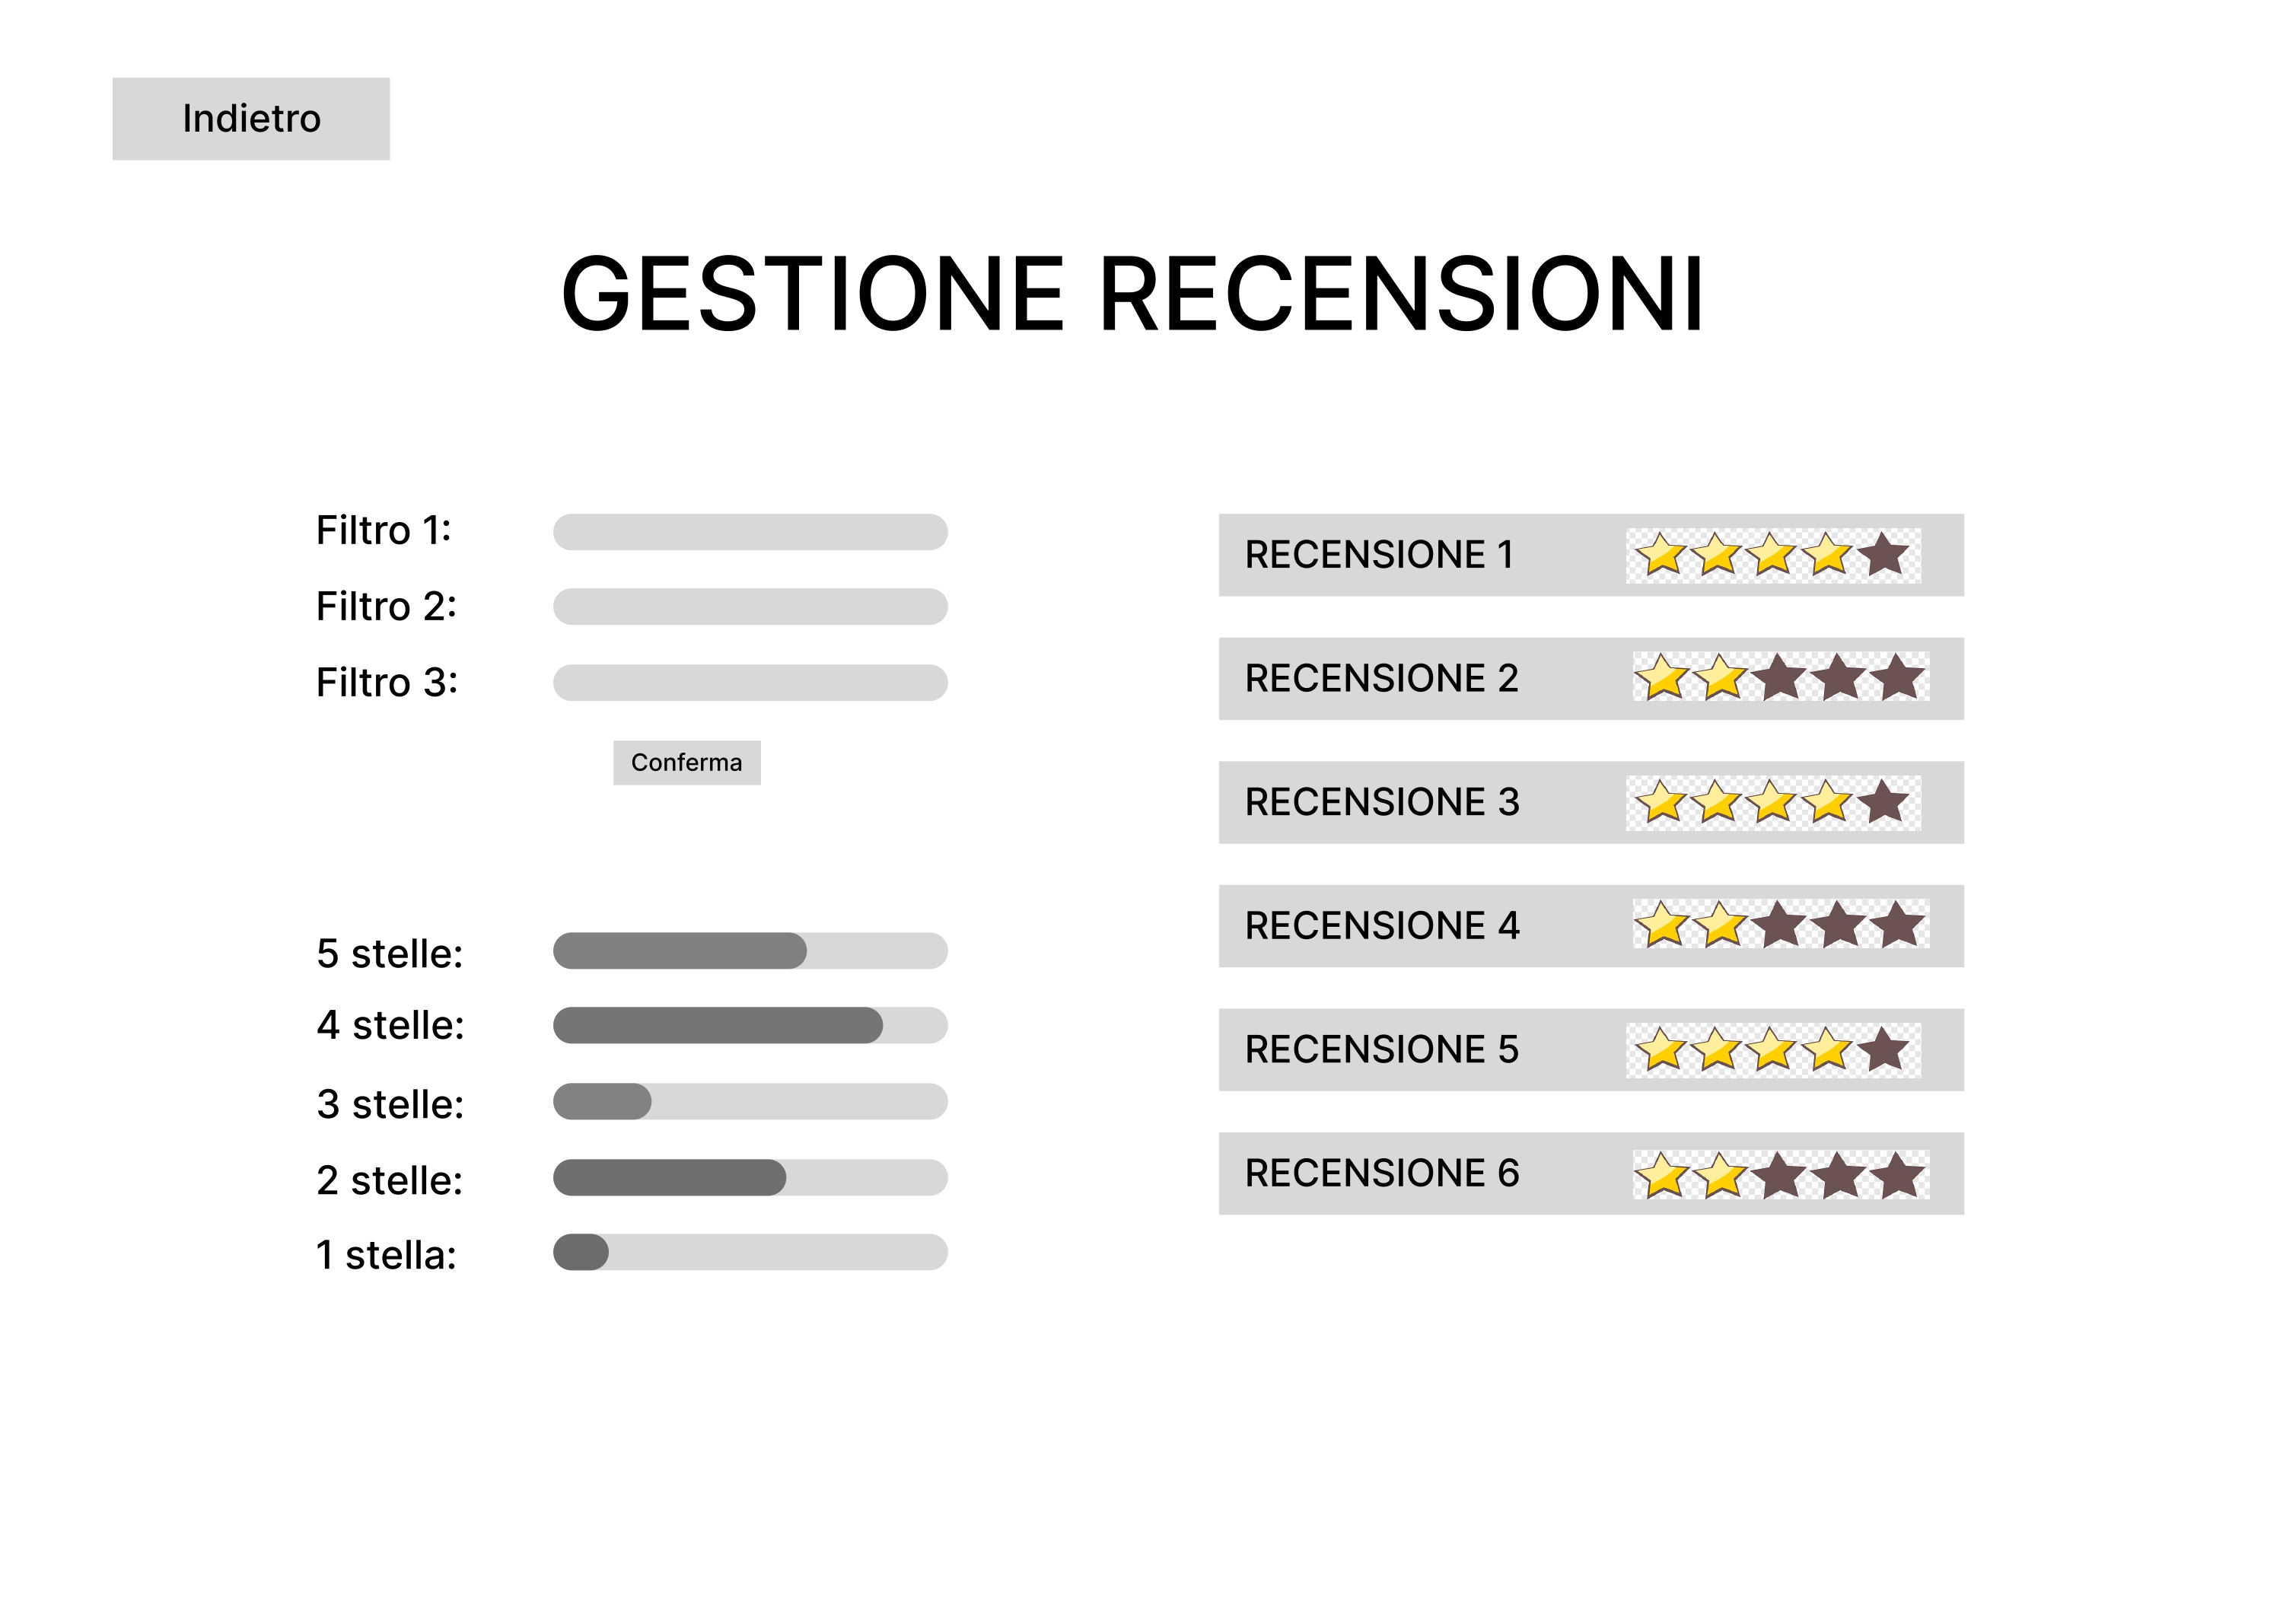 Indietro
GESTIONE RECENSIONI
Filtro 1:
Filtro 2:
Filtro 3:
Conferma
5 stelle:
4 stelle:
3 stelle:
2 stelle:
1 stella:
RECENSIONE 1
RECENSIONE 2
RECENSIONE 3
RECENSIONE 4
RECENSIONE 5
RECENSIONE 6